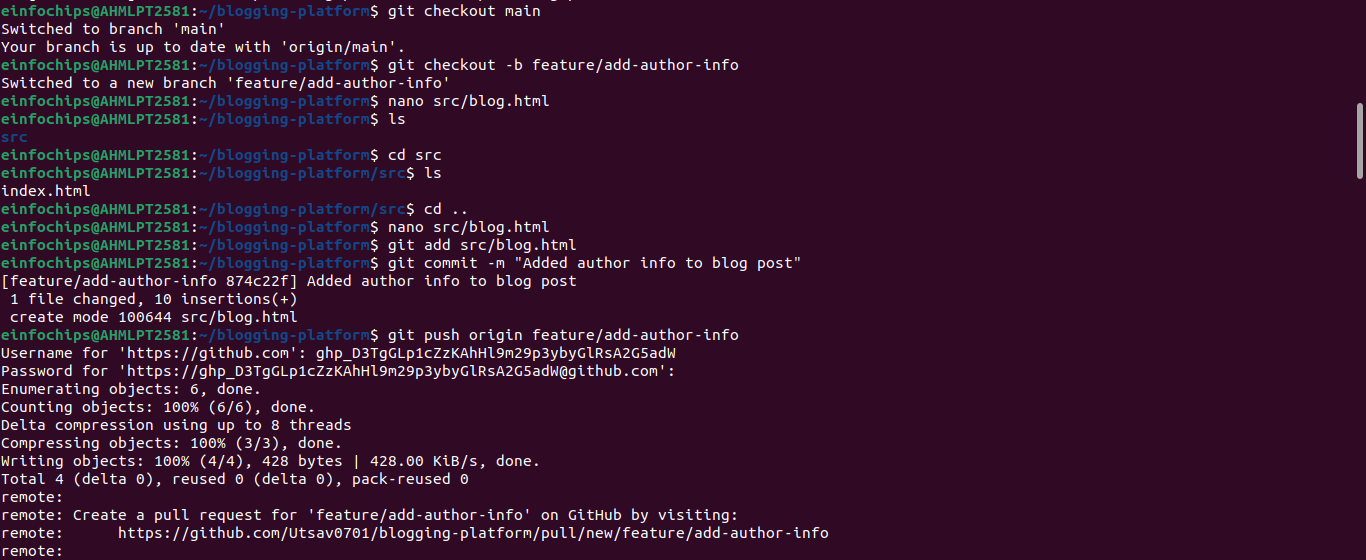 einfochips@AHMLPT2581:~/blogging-platform$ git checkout main
Switched to branch 'main'
Your branch is up to date with 'origin/main'.
einfochips@AHMLPT2581:~/blogging-platform$ git checkout -b feature/add-author-info
Switched to a new branch 'feature/add-author-info'
einfochips@AHMLPT2581:~/blogging-platform$ nano src/blog.html
einfochips@AHMLPT2581:~/blogging-platform$ ls
src
einfochips@AHMLPT2581:~/blogging-platform$ cd src
einfochips@AHMLPT2581:~/blogging-platform/src$ ls
index.html
einfochips@AHMLPT2581:~/blogging-platform/src$ cd ..
einfochips@AHMLPT2581:~/blogging-platform$ nano src/blog.html
einfochips@AHMLPT2581:~/blogging-platform$ git add src/blog.html
einfochips@AHMLPT2581:~/blogging-platform$ git commit -m "Added author info to blog post"
[feature/add-author-info 874c22f] Added author info to blog post
 1 file changed, 10 insertions(+)
 create mode 100644 src/blog.html
einfochips@AHMLPT2581:~/blogging-platform$ git push origin feature/add-author-info
Username for 'https://github.com': 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
Password for 'https://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@github.com':
Enumerating objects: 6, done.
Counting objects: 100% (6/6), done.
Delta compression using up to 8 threads
Compressing objects: 100% (3/3), done.
Writing objects: 100% (4/4), 428 bytes | 428.00 KiB/s, done.
Total 4 (delta 0), reused 0 (delta 0), pack-reused 0
remote:
remote: Create a pull request for 'feature/add-author-info' on GitHub by visiting:
remote:      https://github.com/Utsav0701/blogging-platform/pull/new/feature/add-author-info
remote: